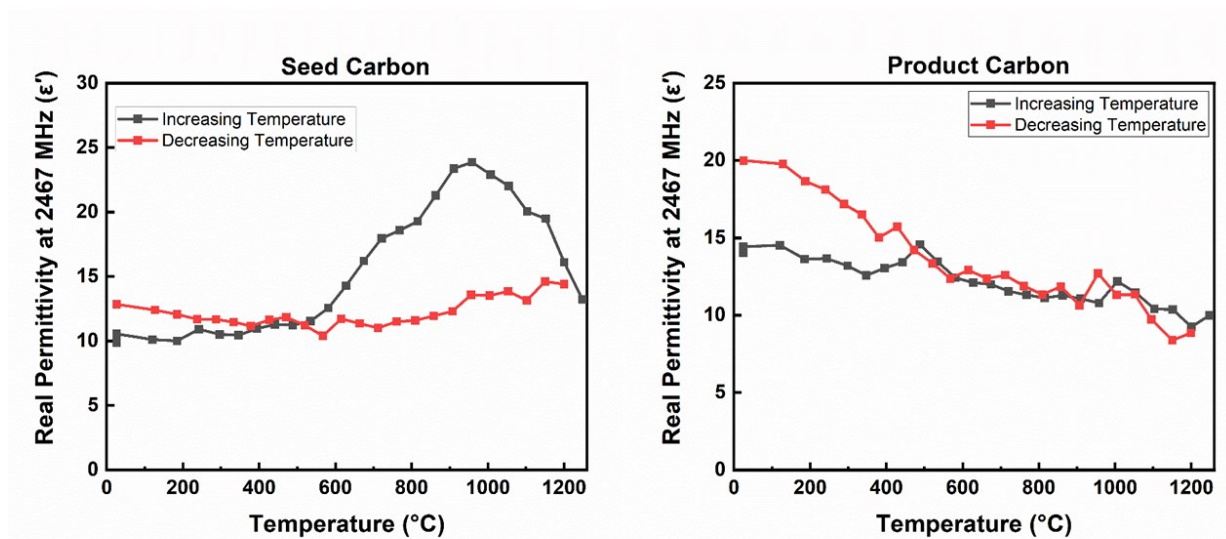 Seed Carbon
Real Permittivity at 2467 MHz (ε')
30
25
20
15
10
5
0
Increasing Temperature
Decreasing Temperature
0 200 400 600 800 1000 1200
Temperature (°C)
Product Carbon
Real Permittivity at 2467 MHz (ε')
25
20
15
10
5
0
Increasing Temperature
Decreasing Temperature
0 200 400 600 800 1000 1200
Temperature (°C)